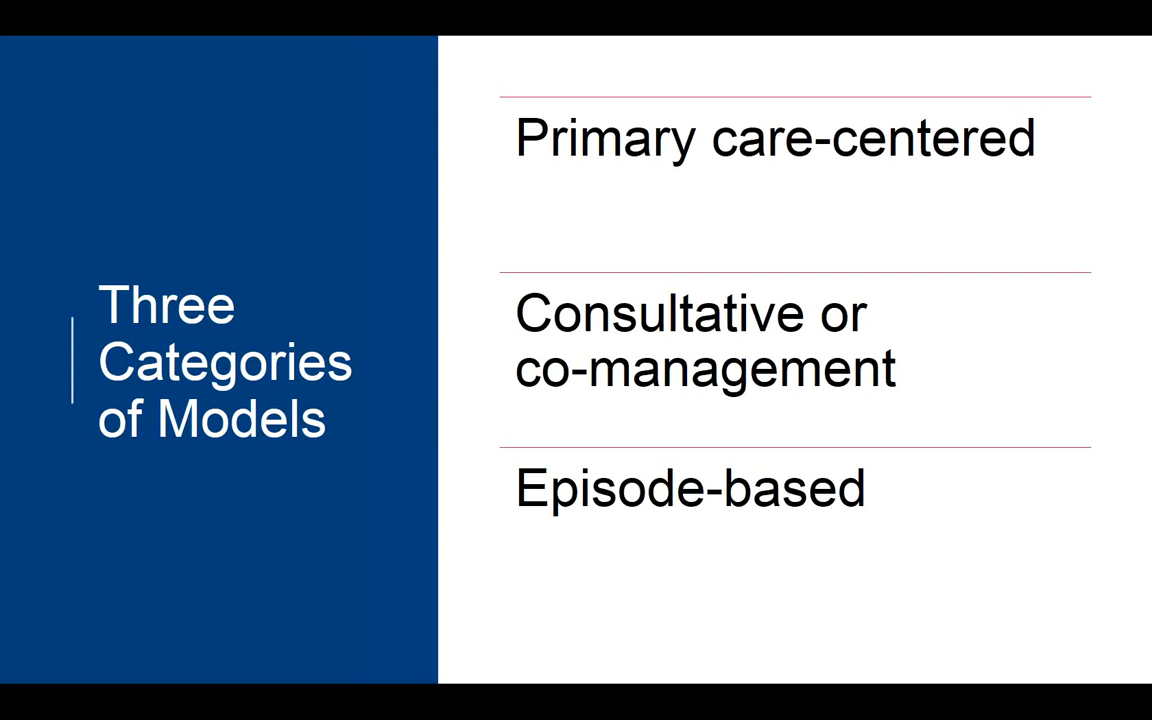 Three
Categories
of Models
Primary care-centered
Consultative or
co-management
Episode-based